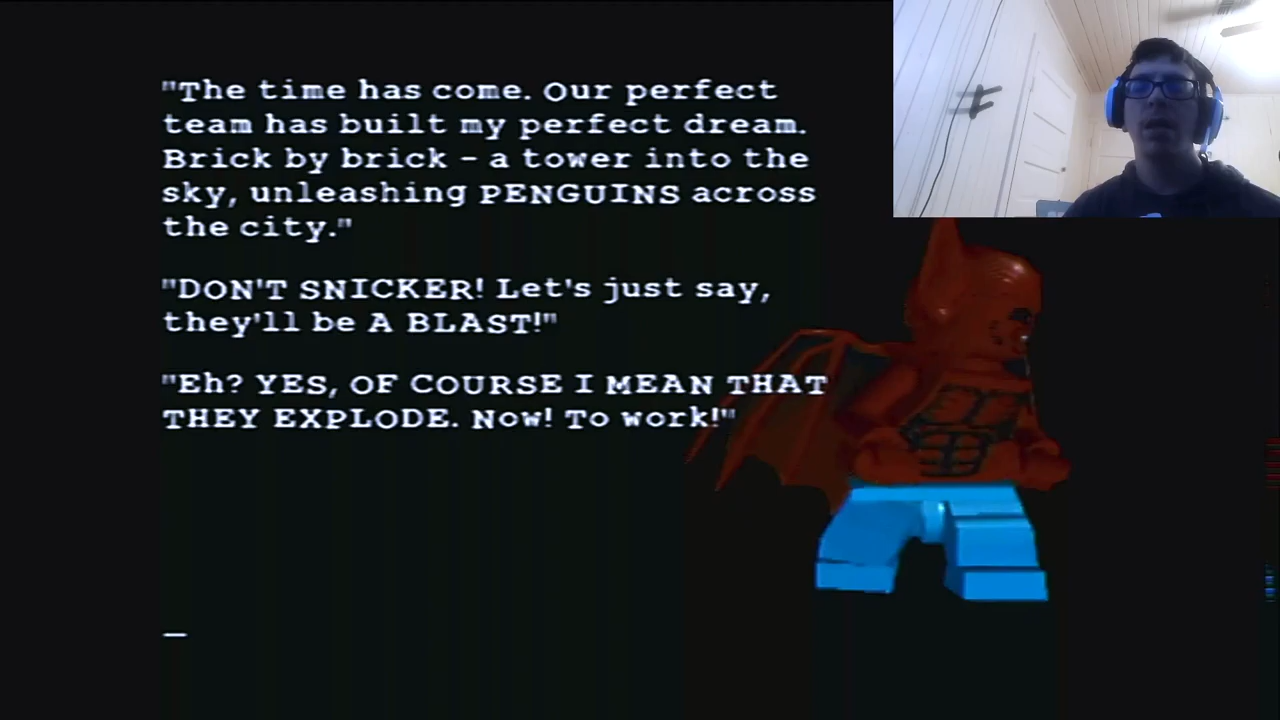 "The time has come. Our perfect
team has built my perfect dream.
Brick by brick - a tower into the
sky, unleashing PENGUINS across
the city."
"DON'T SNICKER! Let's just say,
they'll be A BLAST!"
"Eh? YES, OF COURSE I MEAN THAT
THEY EXPLODE. Now! To work!"
_